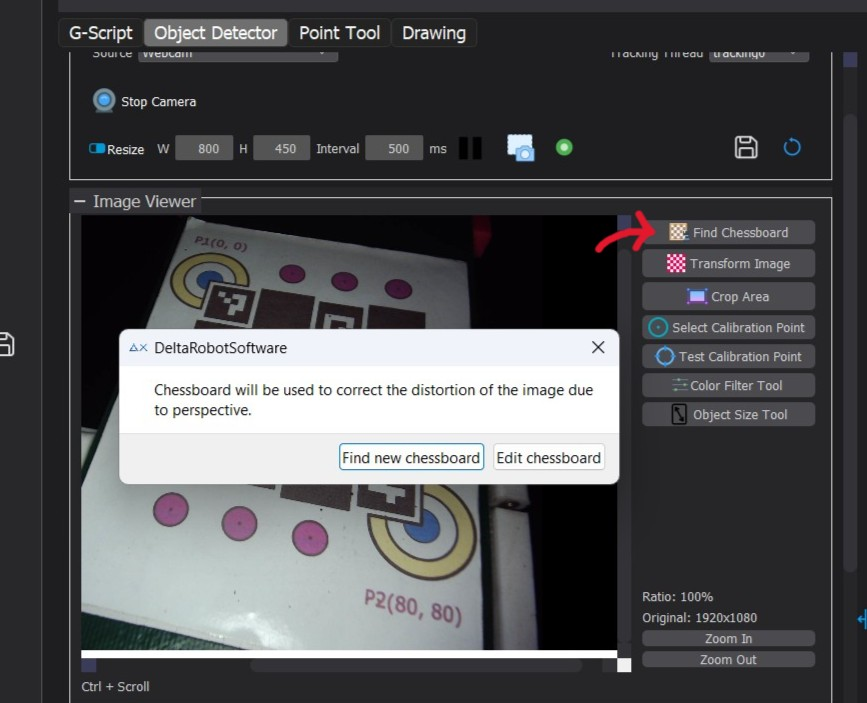 G-Script Object Detector Point Tool Drawing
Source Webcam Tracking Thread tracking0
Stop Camera
Resize W 800 H 450 Interval 500 ms
Image Viewer
P1(0, 0)
Find Chessboard
Transform Image
Crop Area
Select Calibration Point
Test Calibration Point
Color Filter Tool
Object Size Tool
DeltaRobotSoftware
Chessboard will be used to correct the distortion of the image due
to perspective.
Find new chessboard Edit chessboard
P2(80, 80)
Ratio: 100%
Original: 1920x1080
Zoom In
Zoom Out
Ctrl + Scroll